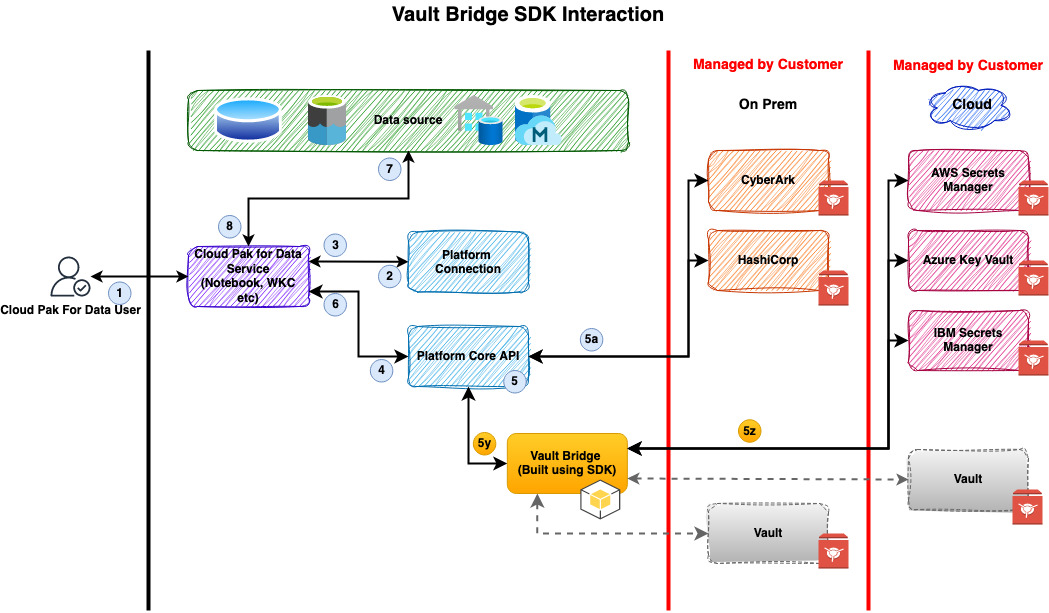 Vault Bridge SDK Interaction
Managed by Customer
Managed by Customer
On Prem
Cloud
Data source
M
7
CyberArk
AWS Secrets
Manager
8
3
Cloud Pak for Data
Service
(Notebook, WKC
etc)
Platform
Connection
2
HashiCorp
Azure Key Vault
1
Cloud Pak For Data User
6
5a
IBM Secrets
Manager
Platform Core API
4
5
5y
5z
Vault Bridge
(Built using SDK)
Vault
Vault